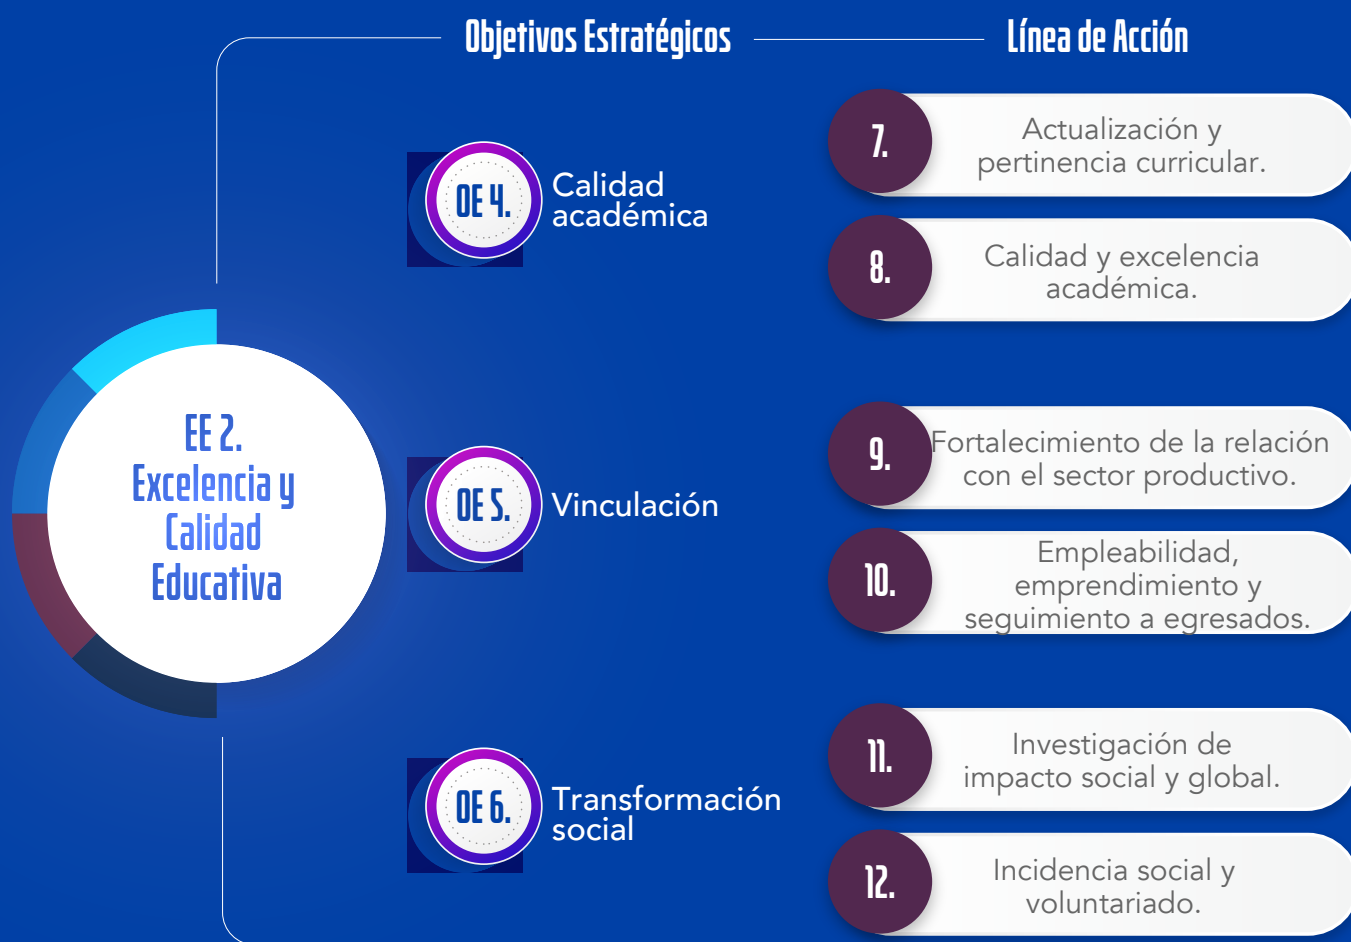 Objetivos Estratégicos
Línea de Acción
EE 2.
Excelencia y
Calidad
Educativa
OE 4.
Calidad
académica
7.
Actualización y
pertinencia curricular.
8.
Calidad y excelencia
académica.
OE 5.
Vinculación
9.
Fortalecimiento de la relación
con el sector productivo.
10.
Empleabilidad,
emprendimiento y
seguimiento a egresados.
OE 6.
Transformación
social
11.
Investigación de
impacto social y global.
12.
Incidencia social y
voluntariado.